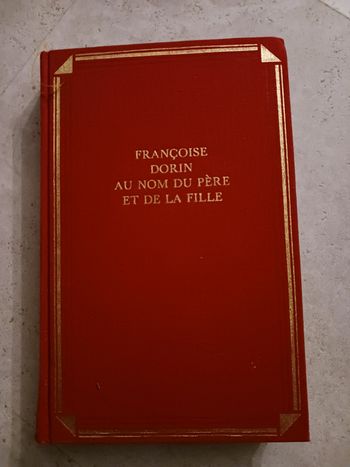 FRANÇOISE
DORIN
AU NOM DU PÈRE
ET DE LA FILLE